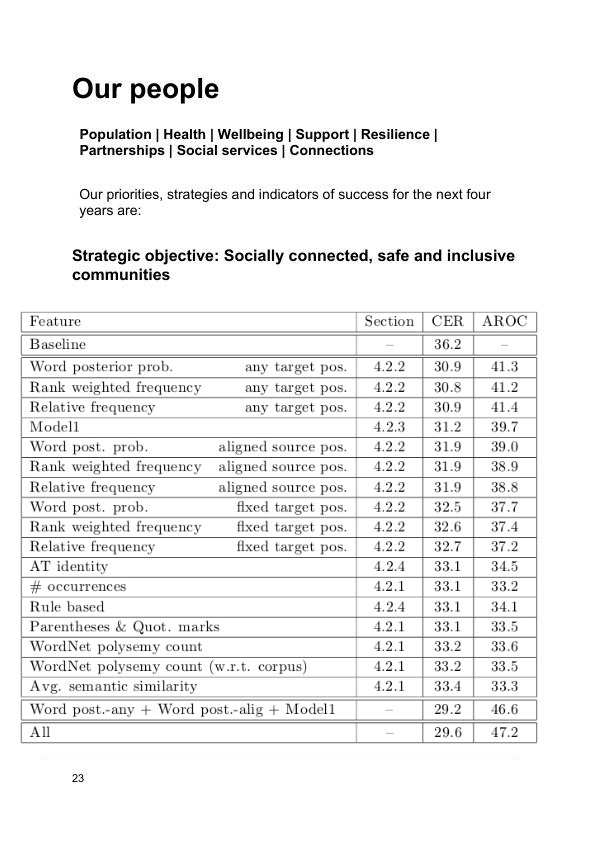 Our people
Population | Health | Wellbeing | Support | Resilience |
Partnerships | Social services | Connections
Our priorities, strategies and indicators of success for the next four
years are:
Strategic objective: Socially connected, safe and inclusive
communities
Feature Section CER AROC
Baseline – 36.2 –
Word posterior prob. any target pos. 4.2.2 30.9 41.3
Rank weighted frequency any target pos. 4.2.2 30.8 41.2
Relative frequency any target pos. 4.2.2 30.9 41.4
Model1 4.2.3 31.2 39.7
Word post. prob. aligned source pos. 4.2.2 31.9 39.0
Rank weighted frequency aligned source pos. 4.2.2 31.9 38.9
Relative frequency aligned source pos. 4.2.2 31.9 38.8
Word post. prob. fixed target pos. 4.2.2 32.5 37.7
Rank weighted frequency fixed target pos. 4.2.2 32.6 37.4
Relative frequency fixed target pos. 4.2.2 32.7 37.2
AT identity 4.2.4 33.1 34.5
# occurrences 4.2.1 33.1 33.2
Rule based 4.2.4 33.1 34.1
Parentheses & Quot. marks 4.2.1 33.1 33.5
WordNet polysemy count 4.2.1 33.2 33.6
WordNet polysemy count (w.r.t. corpus) 4.2.1 33.2 33.5
Avg. semantic similarity 4.2.1 33.4 33.3
Word post.-any + Word post.-alig + Model1 – 29.2 46.6
All – 29.6 47.2
23